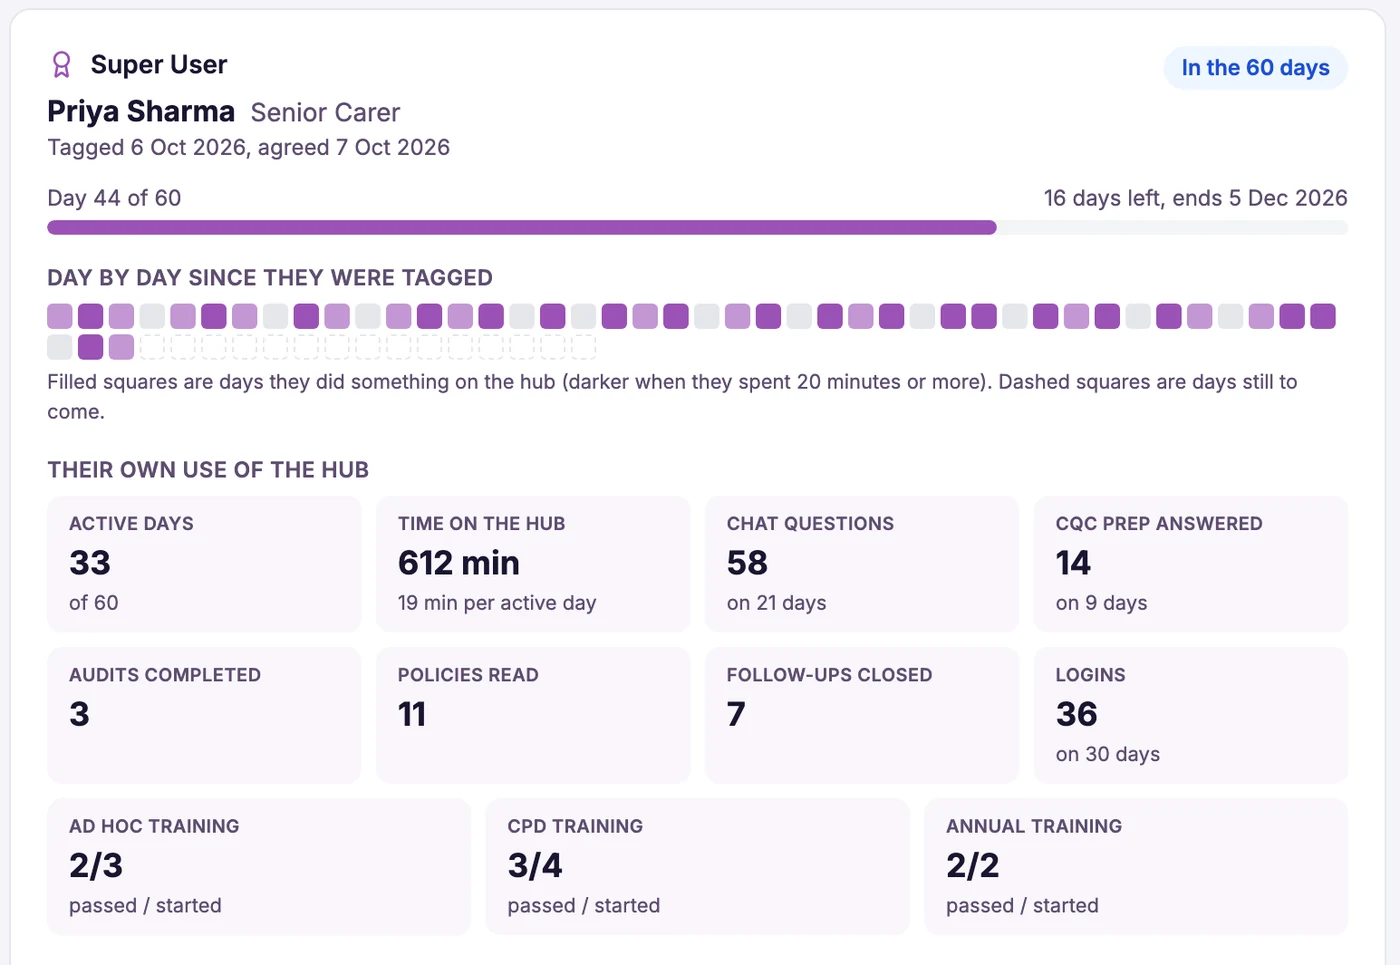 Super User
In the 60 days
Priya Sharma Senior Carer
Tagged 6 Oct 2026, agreed 7 Oct 2026
Day 44 of 60
16 days left, ends 5 Dec 2026
DAY BY DAY SINCE THEY WERE TAGGED
Filled squares are days they did something on the hub (darker when they spent 20 minutes or more). Dashed squares are days still to
come.
THEIR OWN USE OF THE HUB
ACTIVE DAYS
33
of 60
TIME ON THE HUB
612 min
19 min per active day
CHAT QUESTIONS
58
on 21 days
CQC PREP ANSWERED
14
on 9 days
AUDITS COMPLETED
3
POLICIES READ
11
FOLLOW-UPS CLOSED
7
LOGINS
36
on 30 days
AD HOC TRAINING
2/3
passed / started
CPD TRAINING
3/4
passed / started
ANNUAL TRAINING
2/2
passed / started